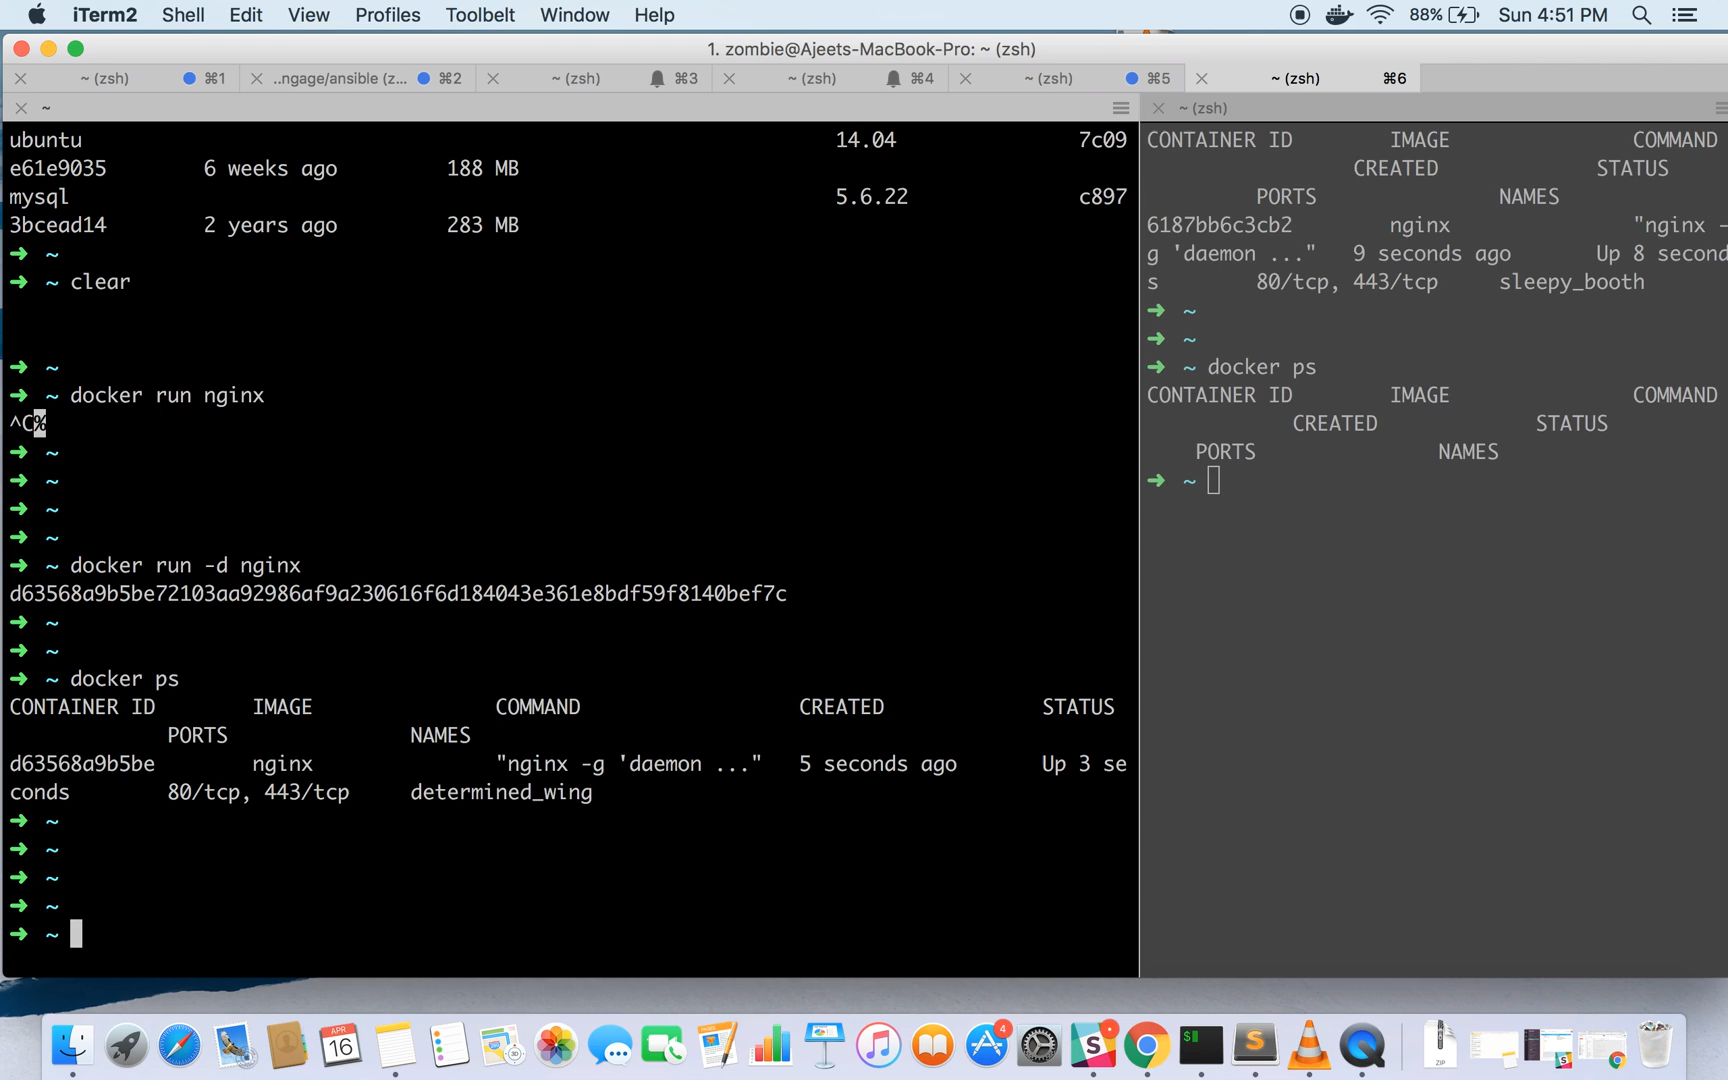 iTerm2 Shell Edit View Profiles Toolbelt Window Help 88% Sun 4:51 PM
1. zombie@Ajeets-MacBook-Pro: ~ (zsh)
~ (zsh) ⌘1 ..ngage/ansible (z... ⌘2 ~ (zsh) ⌘3 ~ (zsh) ⌘4 ~ (zsh) ⌘5 ~ (zsh) ⌘6
~
ubuntu 14.04 7c09
e61e9035 6 weeks ago 188 MB
mysql 5.6.22 c897
3bcead14 2 years ago 283 MB
➜ ~
➜ ~ clear
➜ ~
➜ ~ docker run nginx
^C%
➜ ~
➜ ~
➜ ~
➜ ~
➜ ~ docker run -d nginx
d63568a9b5be72103aa92986af9a230616f6d184043e361e8bdf59f8140bef7c
➜ ~
➜ ~
➜ ~ docker ps
CONTAINER ID IMAGE COMMAND CREATED STATUS
PORTS NAMES
d63568a9b5be nginx "nginx -g 'daemon ..." 5 seconds ago Up 3 se
conds 80/tcp, 443/tcp determined_wing
➜ ~
➜ ~
➜ ~
➜ ~
➜ ~
~ (zsh)
CONTAINER ID IMAGE COMMAND
CREATED STATUS
PORTS NAMES
6187bb6c3cb2 nginx "nginx -
g 'daemon ..." 9 seconds ago Up 8 second
s 80/tcp, 443/tcp sleepy_booth
➜ ~
➜ ~
➜ ~ docker ps
CONTAINER ID IMAGE COMMAND
CREATED STATUS
PORTS NAMES
➜ ~
APR
16
4
ZIP